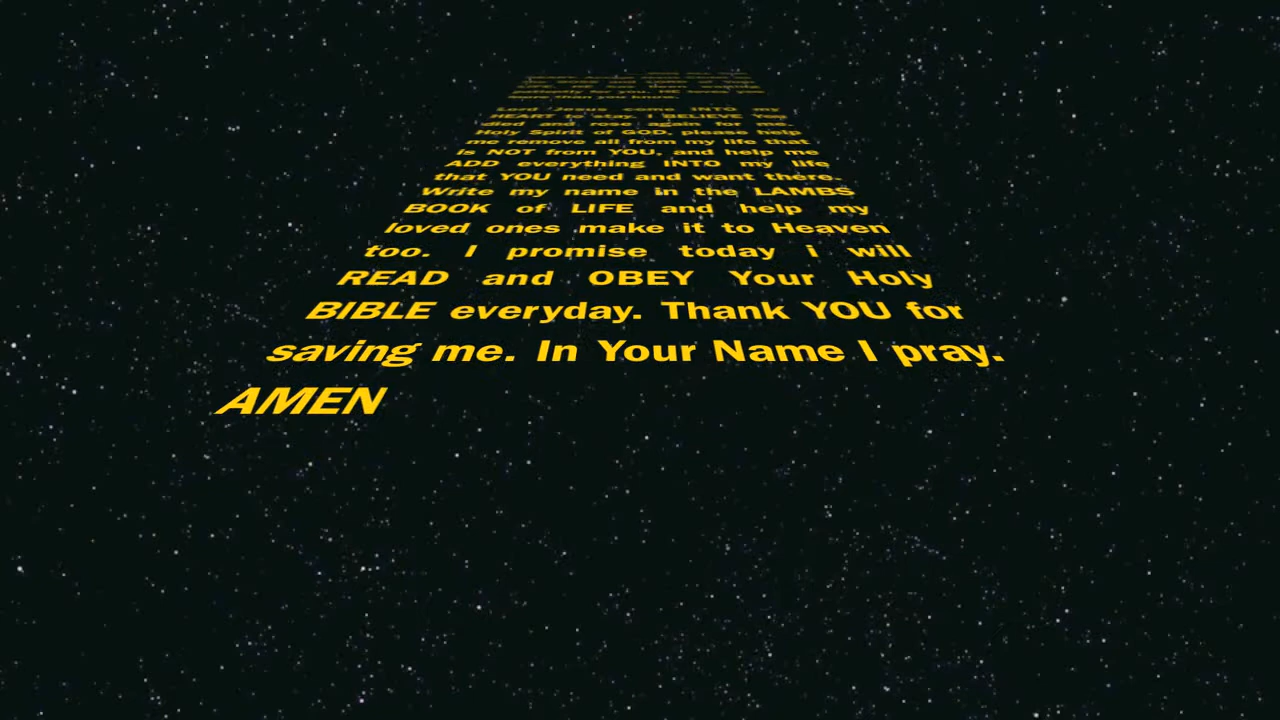 more than you know.
Lord Jesus come INTO my
HEART to stay. I BELIEVE You
died and rose again for me.
Holy Spirit of GOD, please help
me remove all from my life that
is NOT from YOU, and help me
ADD everything INTO my life
that YOU need and want there.
Write my name in the LAMBS
BOOK of LIFE and help my
loved ones make it to Heaven
too. I promise today i will
READ and OBEY Your Holy
BIBLE everyday. Thank YOU for
saving me. In Your Name I pray.
AMEN